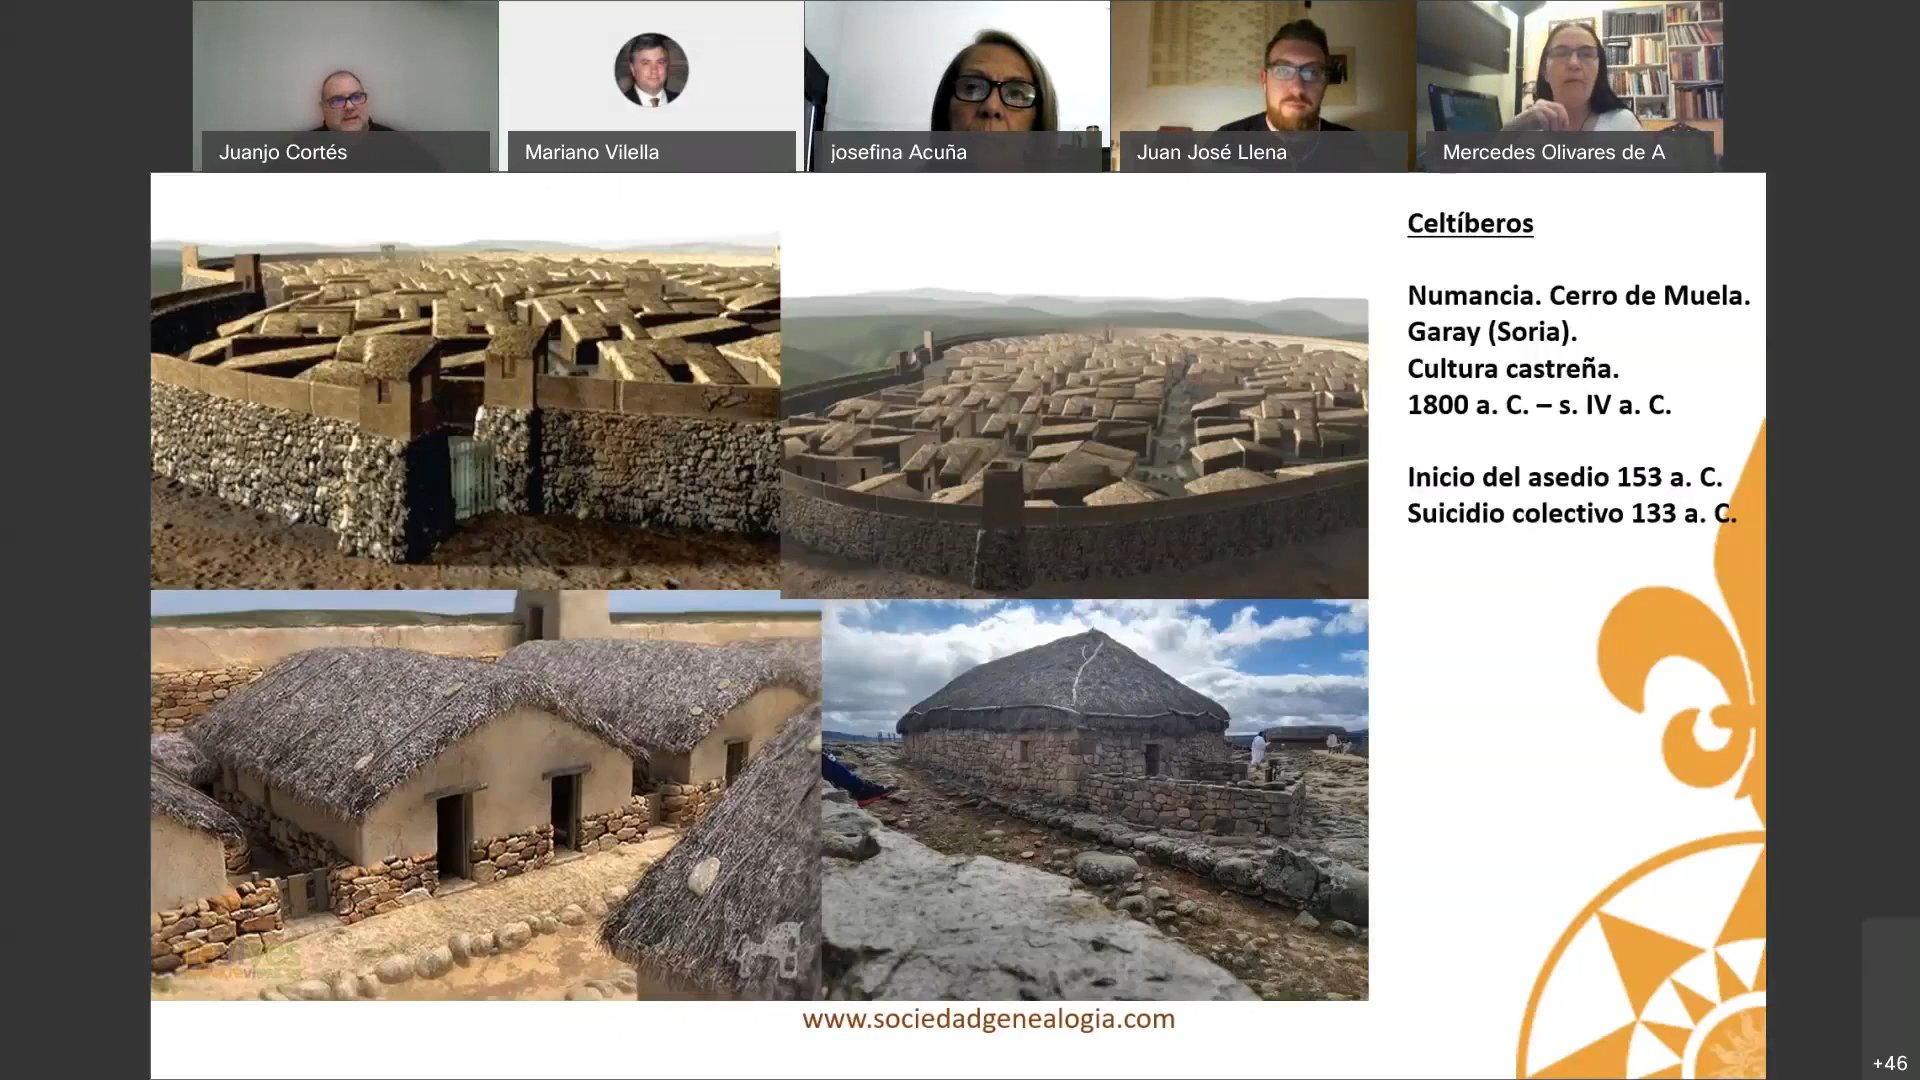 Juanjo Cortés
Mariano Vilella
josefina Acuña
Juan José Llena
Mercedes Olivares de A
Celtíberos
Numancia. Cerro de Muela.
Garay (Soria).
Cultura castreña.
1800 a. C. – s. IV a. C.
Inicio del asedio 153 a. C.
Suicidio colectivo 133 a. C.
www.sociedadgenealogia.com
+46